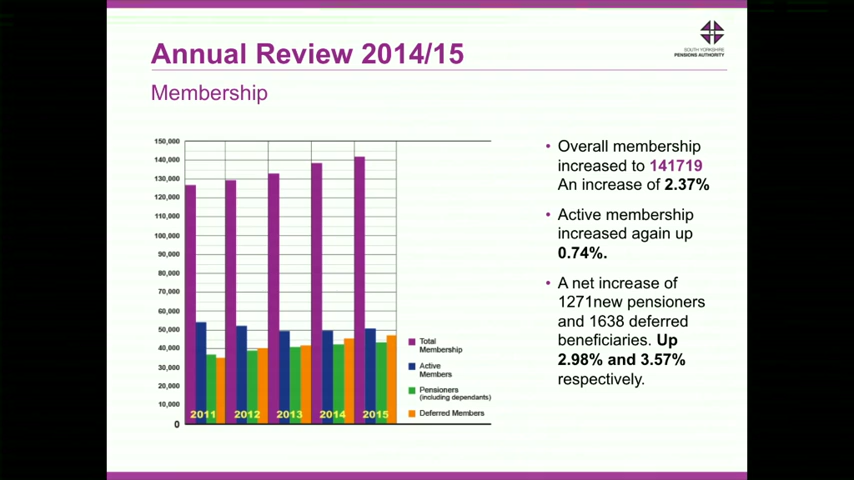 Annual Review 2014/15
SOUTH YORKSHIRE
PENSIONS AUTHORITY
Membership
150,000
140,000
130,000
120,000
110,000
100,000
90,000
80,000
70,000
60,000
50,000
40,000
30,000
20,000
10,000
0
2011
2012
2013
2014
2015
Total
Membership
Active
Members
Pensioners
(including dependants)
Deferred Members
• Overall membership
increased to 141719
An increase of 2.37%
• Active membership
increased again up
0.74%.
• A net increase of
1271new pensioners
and 1638 deferred
beneficiaries. Up
2.98% and 3.57%
respectively.